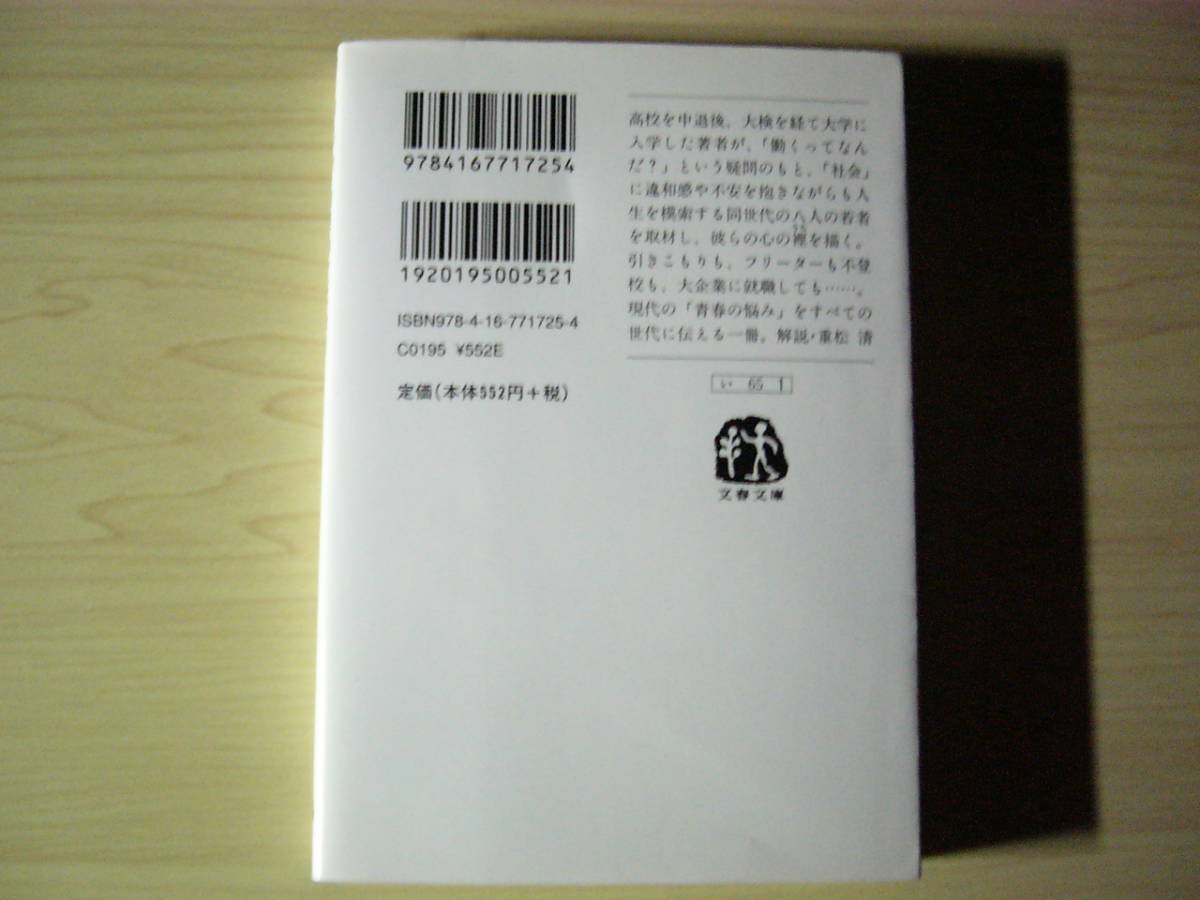 9784167717254
1920195005521
ISBN978-4-16-771725-4
C0195 ¥552E
定価(本体552円+税)
高校を中退後、大検を経て大学に
入学した著者が、「働くってなん
だ?」という疑問のもと、「社会」
に違和感や不安を抱きながらも人
生を模索する同世代の八人の若者
を取材し、彼らの心の裡を描く。
引きこもりも、フリーターも不登
校も、大企業に就職しても……。
現代の「青春の悩み」をすべての
世代に伝える一冊。解説・重松 清
い 65 1
文春文庫